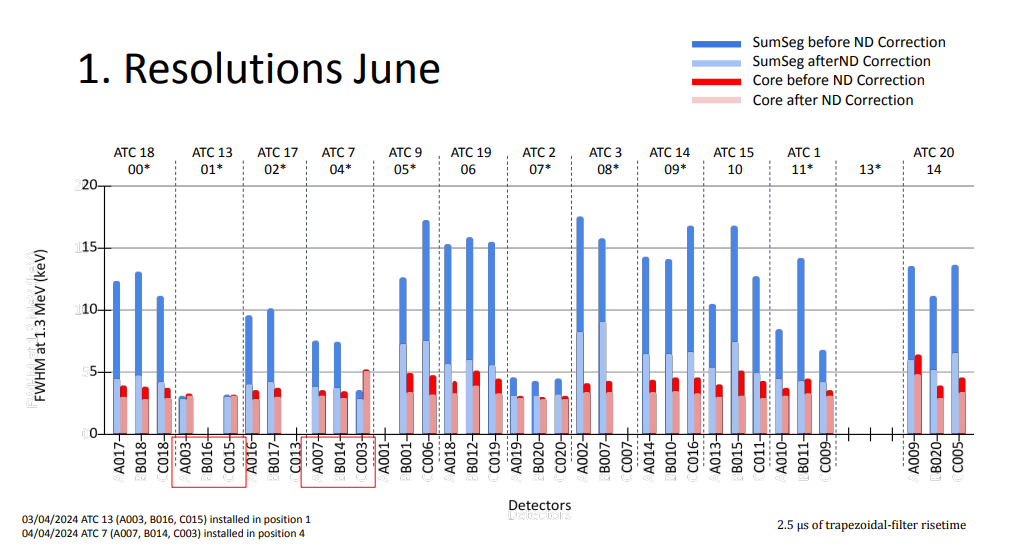 1. Resolutions June
SumSeg before ND Correction
SumSeg afterND Correction
Core before ND Correction
Core after ND Correction
ATC 18 ATC 13 ATC 17 ATC 7 ATC 9 ATC 19 ATC 2 ATC 3 ATC 14 ATC 15 ATC 1 ATC 20
00* 01* 02* 04* 05* 06 07* 08* 09* 10 11* 13* 14
20
15
10
5
0
FWHM at 1.3 MeV (keV)
A017 B018 C018 A003 B016 C015 A016 B017 C013 A007 B014 C003 A001 B001 C006 A018 B012 C019 A019 B020 C020 A002 B007 C007 A014 B010 C016 A013 B015 C011 A010 B011 C009 A009 B020 C005
Detectors
03/04/2024 ATC 13 (A003, B016, C015) installed in position 1
04/04/2024 ATC 7 (A007, B014, C003) installed in position 4
2.5 μs of trapezoidal-filter risetime